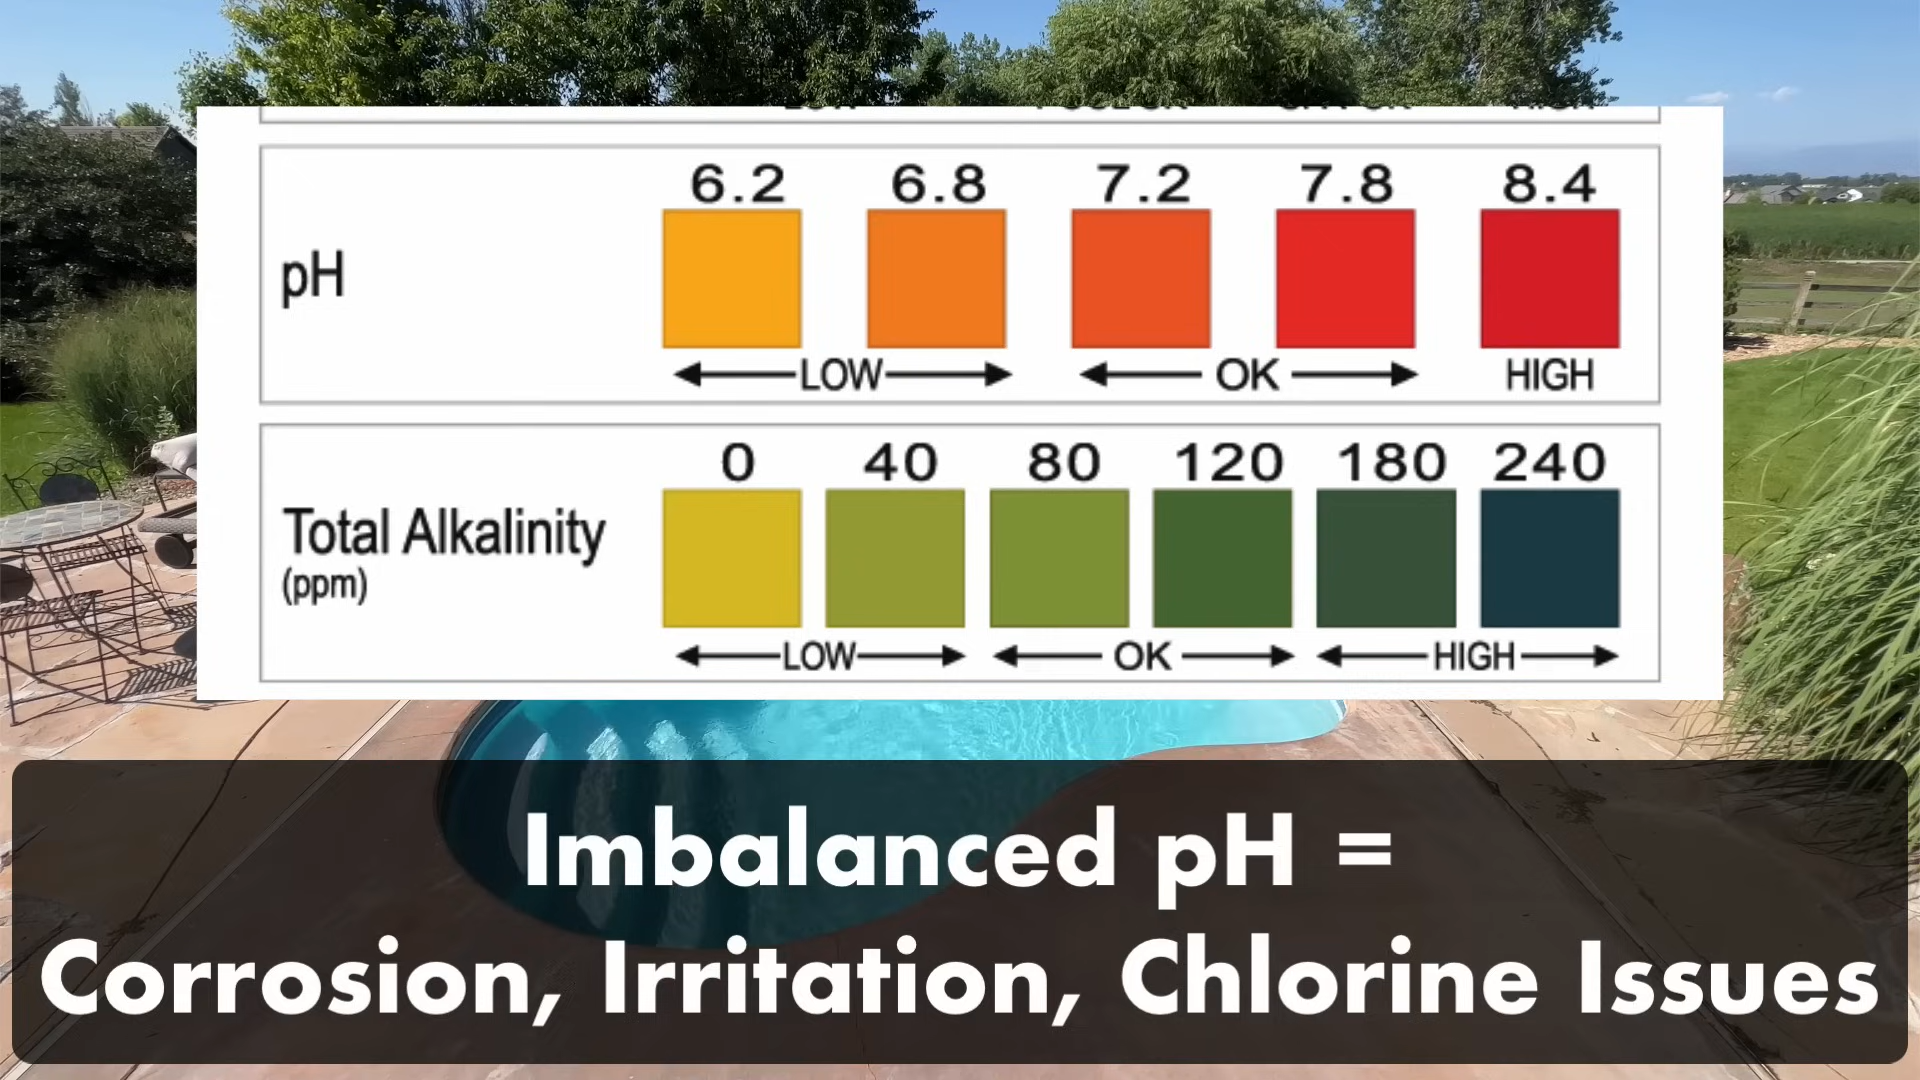 6.2 6.8 7.2 7.8 8.4
pH
LOW OK HIGH
0 40 80 120 180 240
Total Alkalinity
(ppm)
LOW OK HIGH
Imbalanced pH =
Corrosion, Irritation, Chlorine Issues